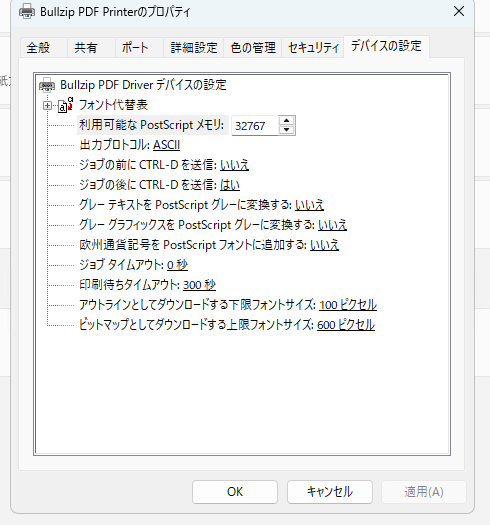 Bullzip PDF Printerのプロパティ
全般 共有 ポート 詳細設定 色の管理 セキュリティ デバイスの設定
Bullzip PDF Driver デバイスの設定
フォント代替表
利用可能な PostScript メモリ: 32767
出力プロトコル: ASCII
ジョブの前に CTRL-D を送信: いいえ
ジョブの後に CTRL-D を送信: はい
グレー テキストを PostScript グレーに変換する: いいえ
グレー グラフィックスを PostScript グレーに変換する: いいえ
欧州通貨記号を PostScript フォントに追加する: いいえ
ジョブ タイムアウト: 0 秒
印刷待ちタイムアウト: 300 秒
アウトラインとしてダウンロードする下限フォントサイズ: 100 ピクセル
ビットマップとしてダウンロードする上限フォントサイズ: 600 ピクセル
OK キャンセル 適用(A)